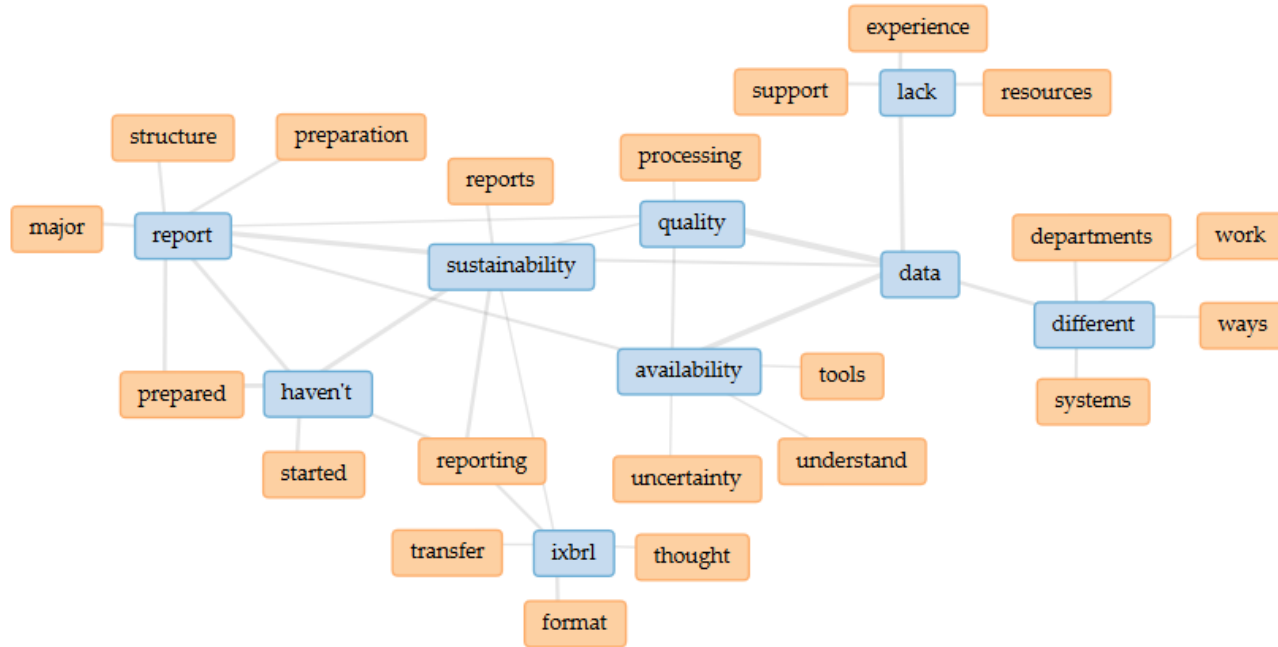 experience
support
lack
resources
structure
preparation
processing
reports
major
report
quality
departments
work
sustainability
data
different
ways
availability
tools
prepared
haven't
systems
started
reporting
uncertainty
understand
transfer
ixbrl
thought
format